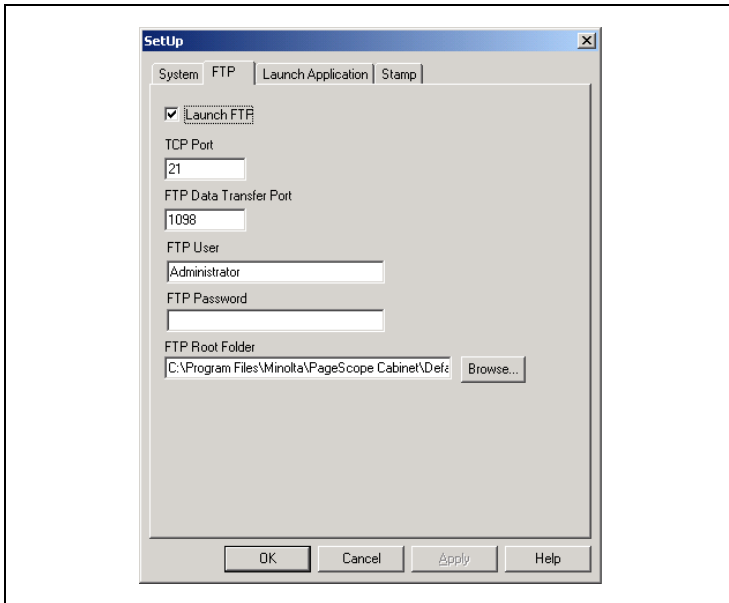 SetUp
System FTP Launch Application Stamp
Launch FTP
TCP Port
21
FTP Data Transfer Port
1098
FTP User
Administrator
FTP Password
FTP Root Folder
C:\Program Files\Minolta\PageScope Cabinet\Defa Browse...
OK Cancel Apply Help